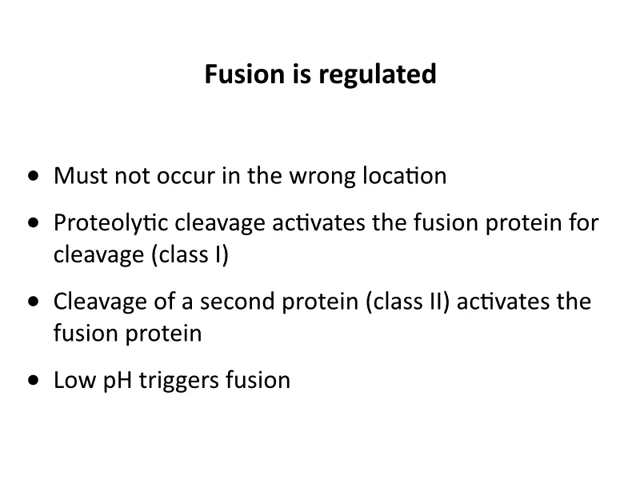 Fusion is regulated
• Must not occur in the wrong location
• Proteolytic cleavage activates the fusion protein for
cleavage (class I)
• Cleavage of a second protein (class II) activates the
fusion protein
• Low pH triggers fusion